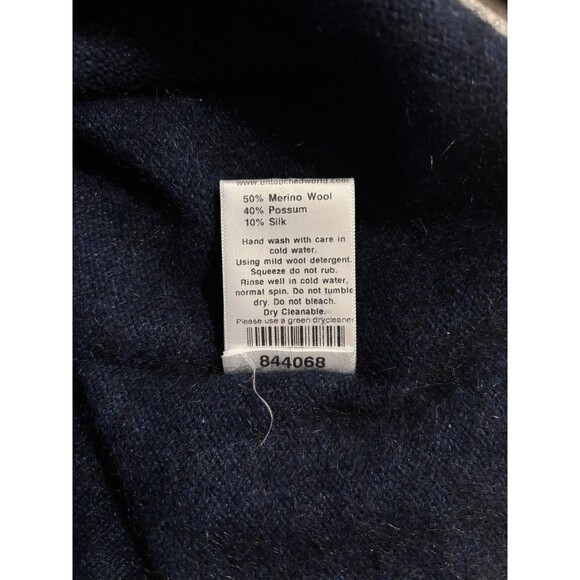 www.untouchedworld.com
50% Merino Wool
40% Possum
10% Silk
Hand wash with care in
cold water.
Using mild wool detergent.
Squeeze do not rub.
Rinse well in cold water,
normal spin. Do not tumble
dry. Do not bleach.
Dry Cleanable.
Please use a green drycleaner
844068